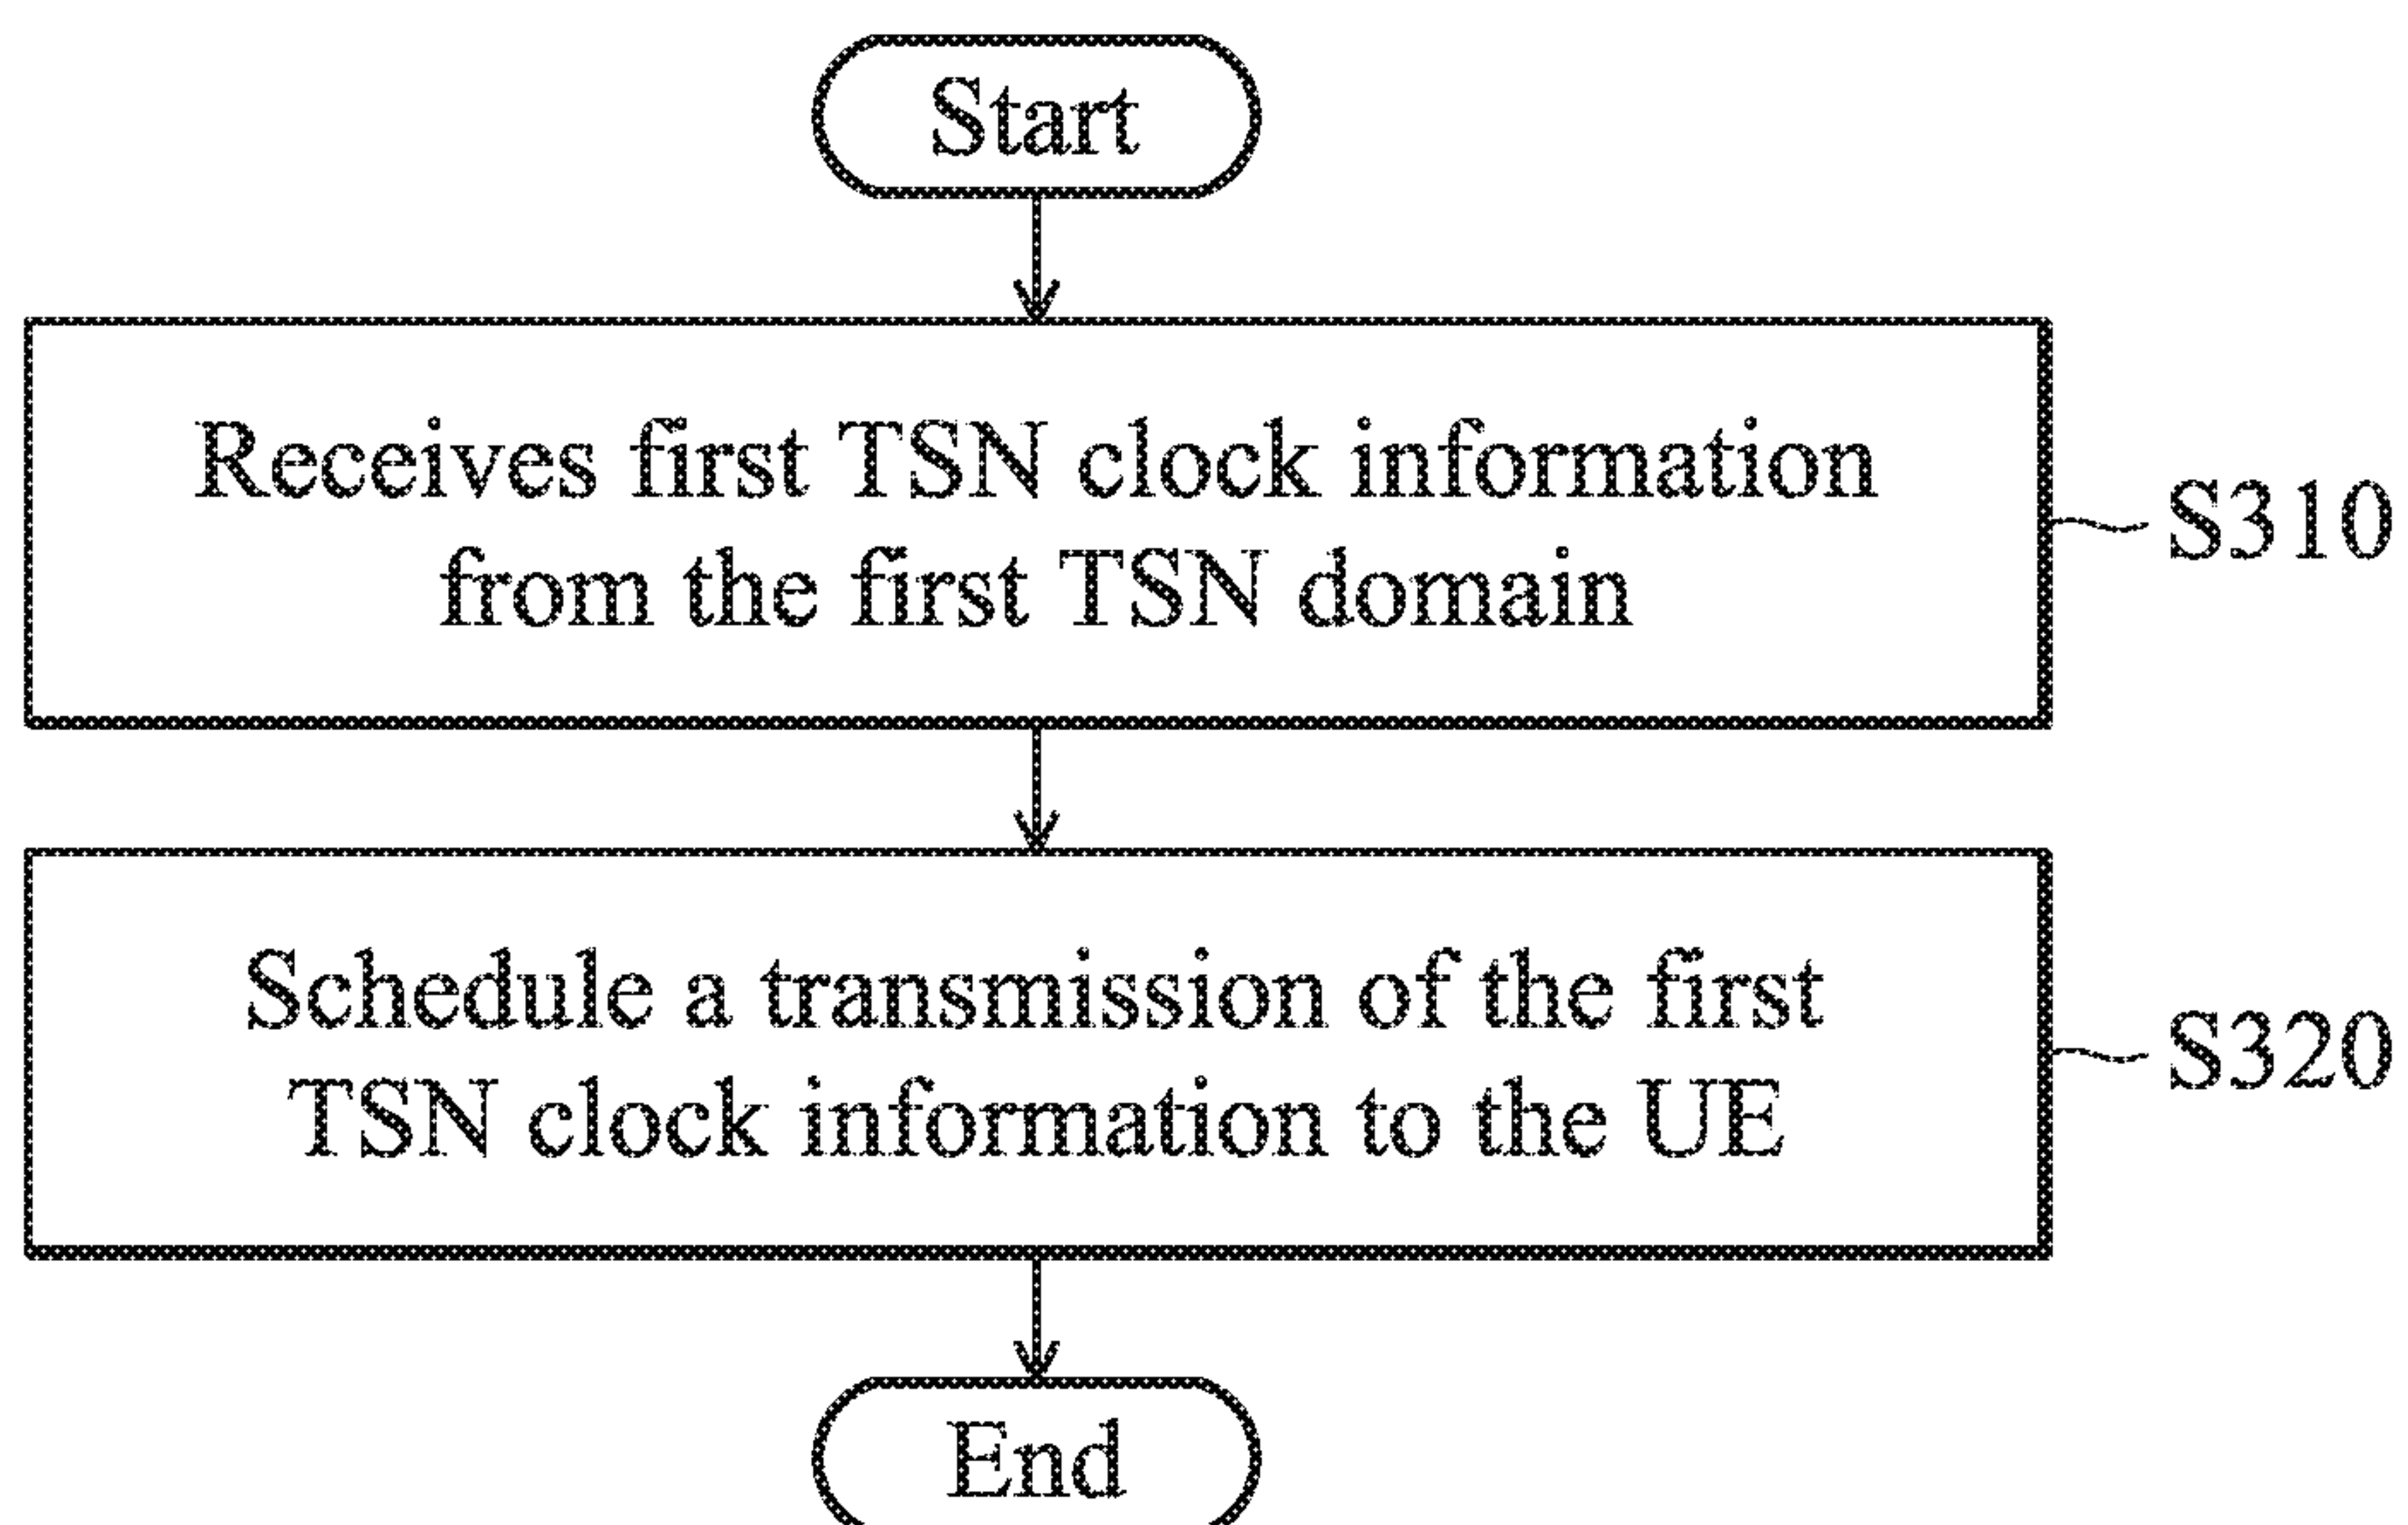 Start
Receives first TSN clock information
from the first TSN domain
S310
Schedule a transmission of the first
TSN clock information to the UE
S320
End